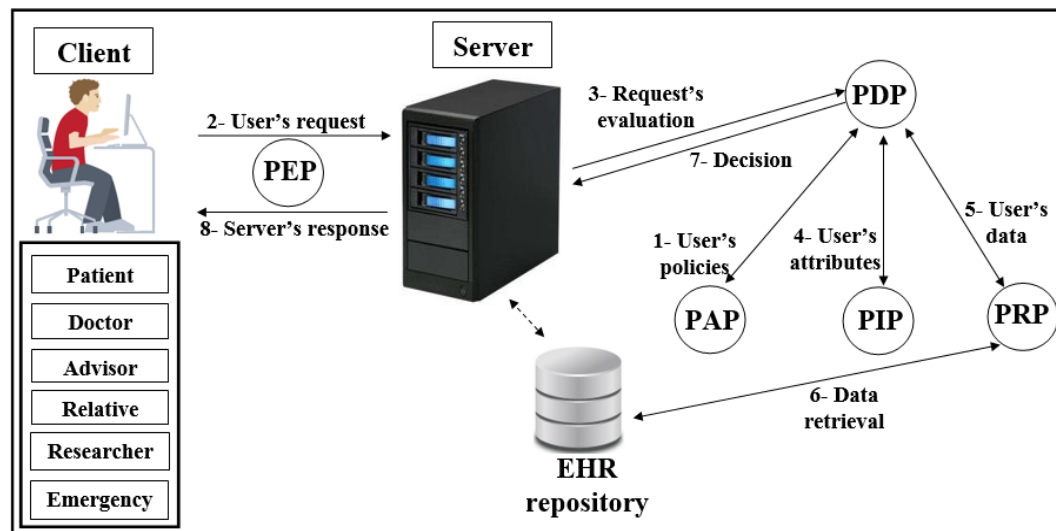 Client
Server
2- User's request
PEP
8- Server's response
3- Request's
evaluation
7- Decision
PDP
1- User's
policies
4- User's
attributes
5- User's
data
PAP
PIP
PRP
6- Data
retrieval
EHR
repository
Patient
Doctor
Advisor
Relative
Researcher
Emergency